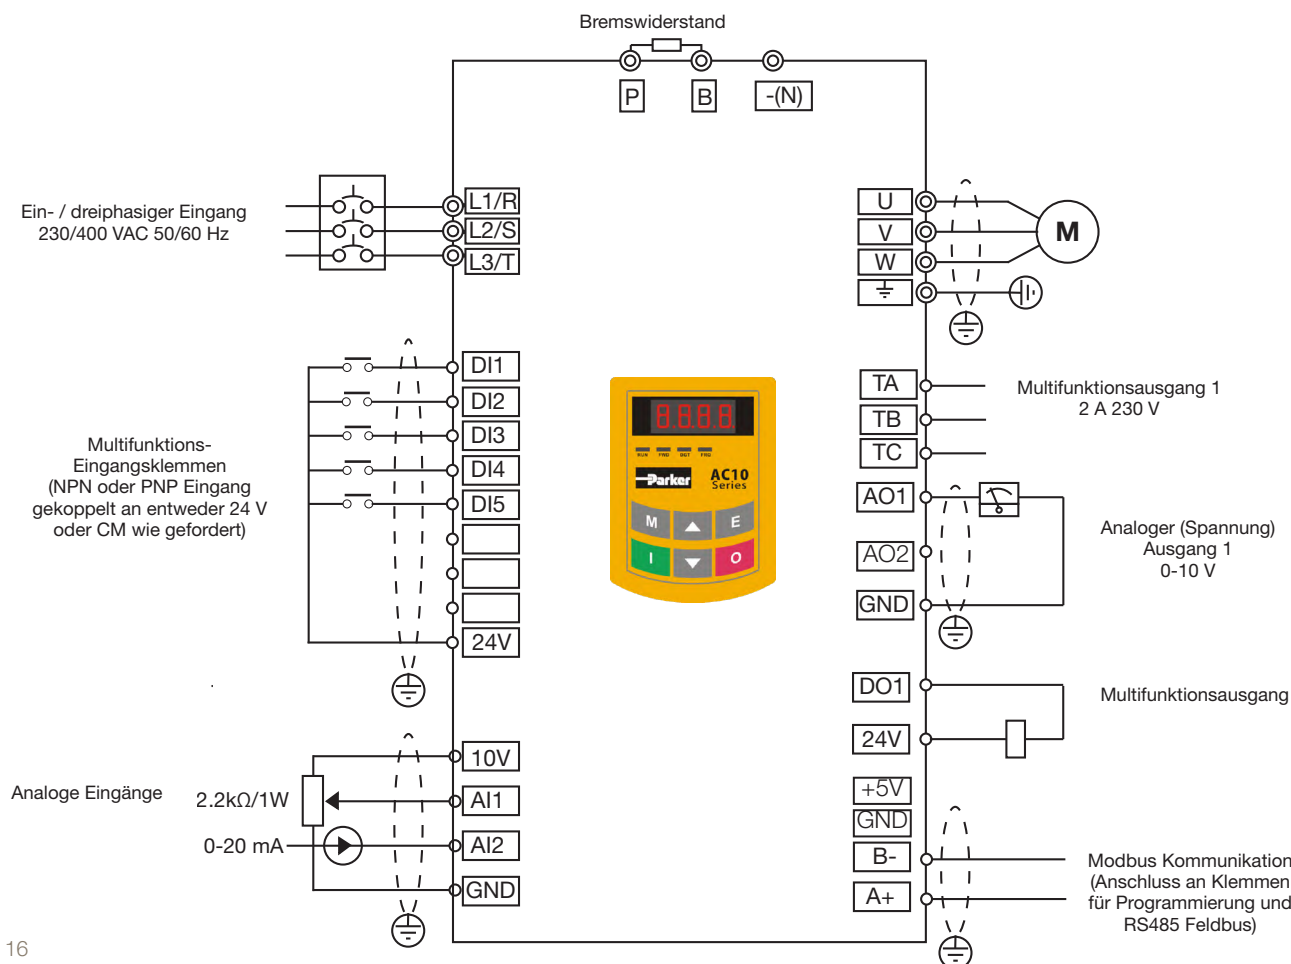 Bremswiderstand
P
B
-(N)
Ein- / dreiphasiger Eingang
230/400 VAC 50/60 Hz
L1/R
L2/S
L3/T
U
V
W
M
Multifunktions-
Eingangsklemmen
(NPN oder PNP Eingang
gekoppelt an entweder 24 V
oder CM wie gefordert)
DI1
DI2
DI3
DI4
DI5
24V
8.8.8.8
RUN FWD DGT FRQ
Parker
AC10
Series
M
E
I
O
TA
TB
TC
Multifunktionsausgang 1
2 A 230 V
AO1
AO2
GND
Analoger (Spannung)
Ausgang 1
0-10 V
DO1
24V
Multifunktionsausgang
Analoge Eingänge
2.2kΩ/1W
0-20 mA
10V
AI1
AI2
GND
+5V
GND
B-
A+
Modbus Kommunikation
(Anschluss an Klemmen
für Programmierung und
RS485 Feldbus)
16